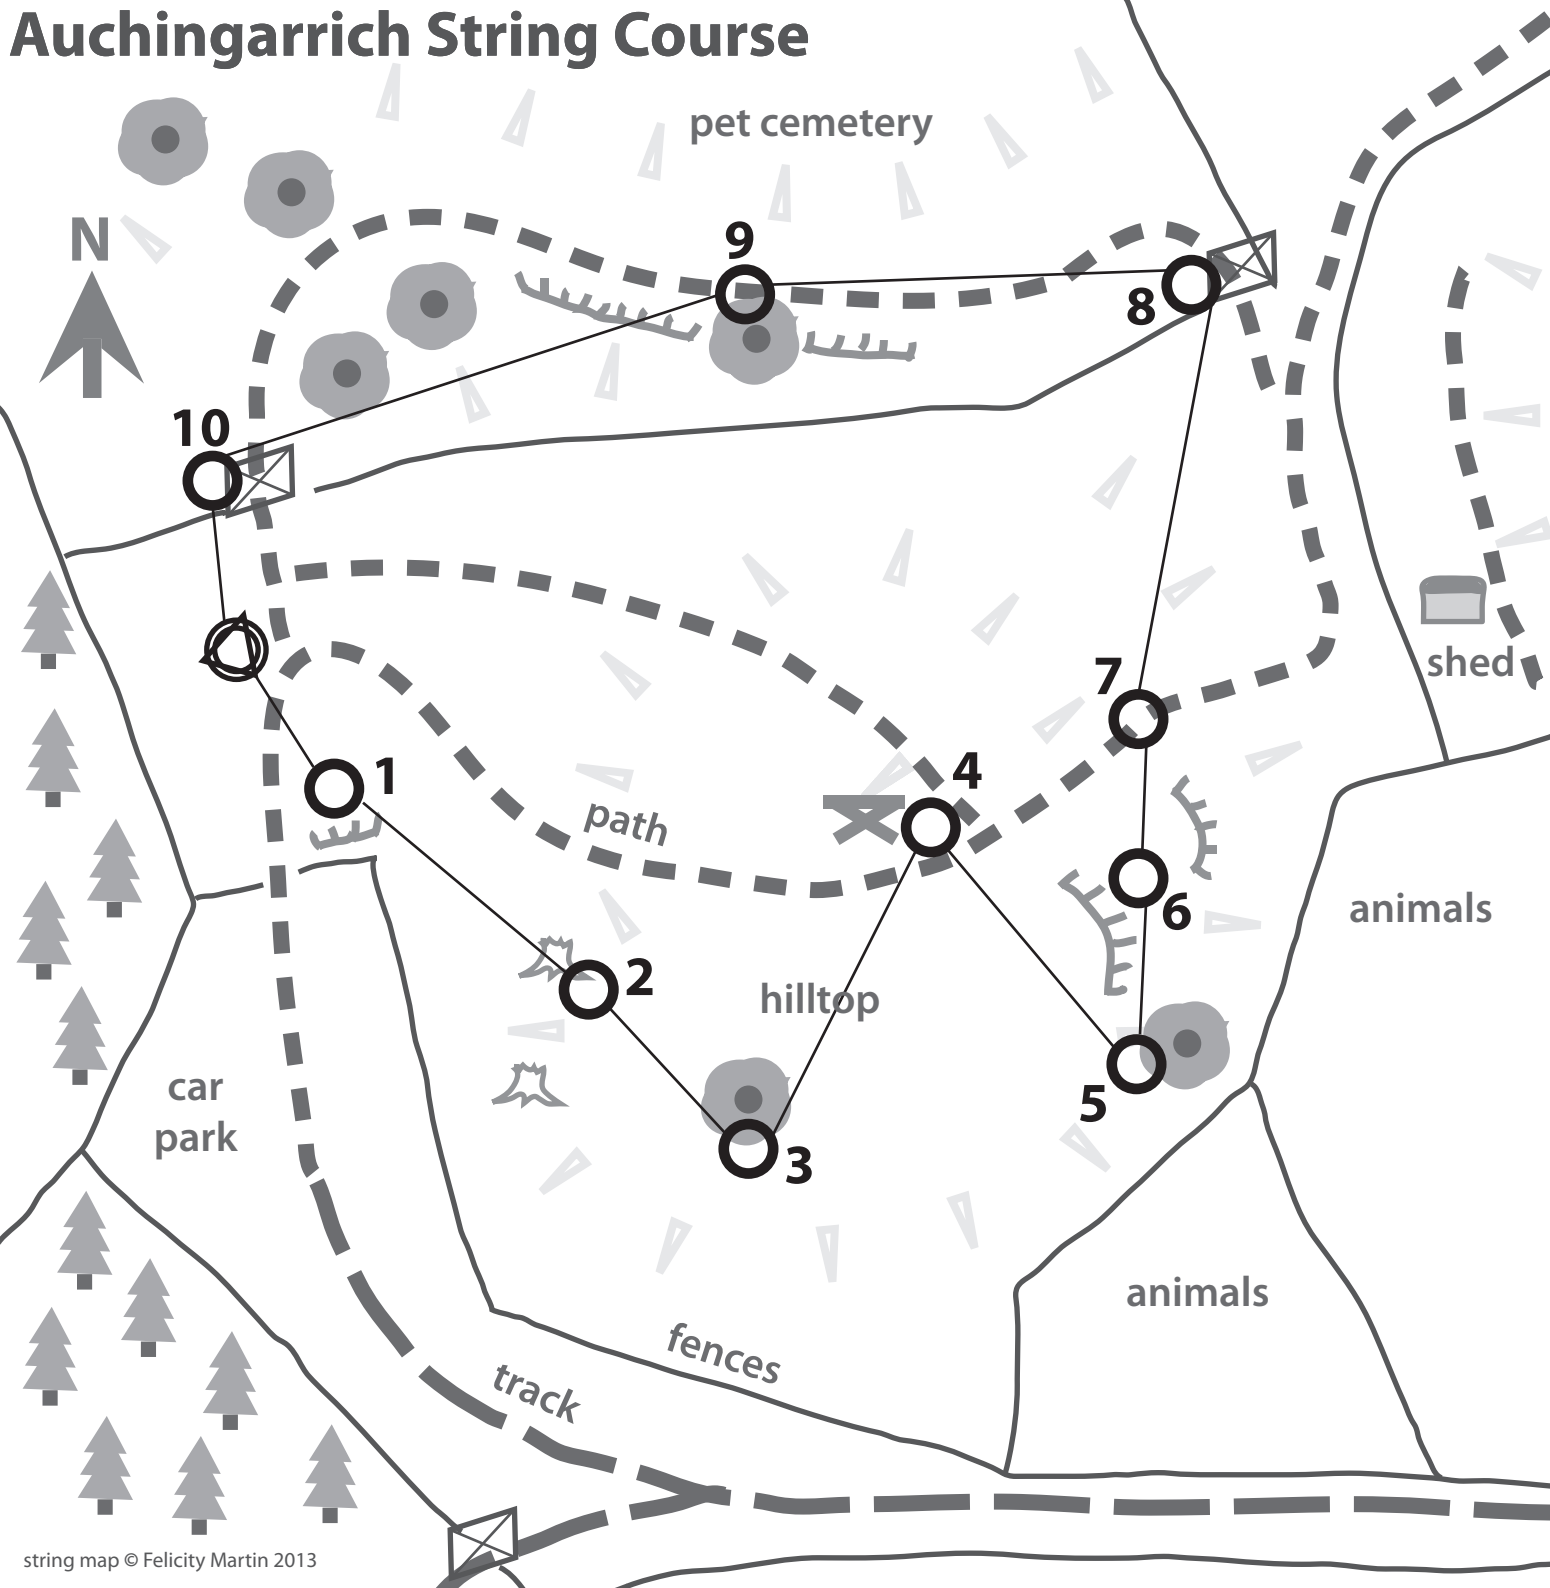 Auchingarrich String Course
pet cemetery
N
9
8
10
shed
7
1
4
path
animals
6
2
hilltop
car
park
5
3
animals
fences
track
string map © Felicity Martin 2013